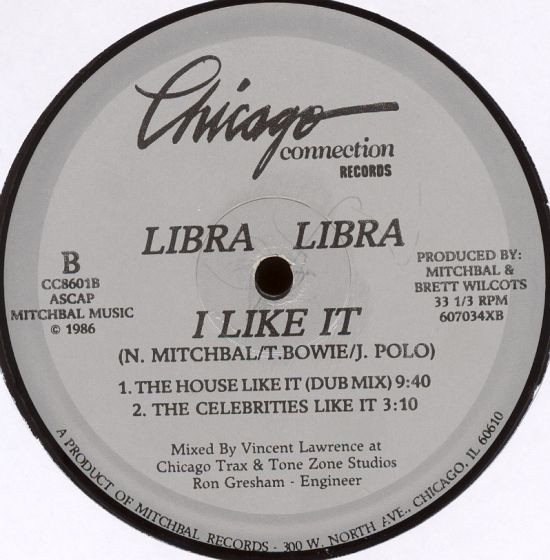 Chicago
connection
RECORDS
LIBRA LIBRA
B
CC8601B
ASCAP
MITCHBAL MUSIC
© 1986
PRODUCED BY:
MITCHBAL &
BRETT WILCOTS
33 1/3 RPM
607034XB
I LIKE IT
(N. MITCHBAL/T.BOWIE/J. POLO)
1. THE HOUSE LIKE IT (DUB MIX) 9:40
2. THE CELEBRITIES LIKE IT 3:10
Mixed By Vincent Lawrence at
Chicago Trax & Tone Zone Studios
Ron Gresham - Engineer
A PRODUCT OF MITCHBAL RECORDS - 300 W. NORTH AVE., CHICAGO, IL 60610